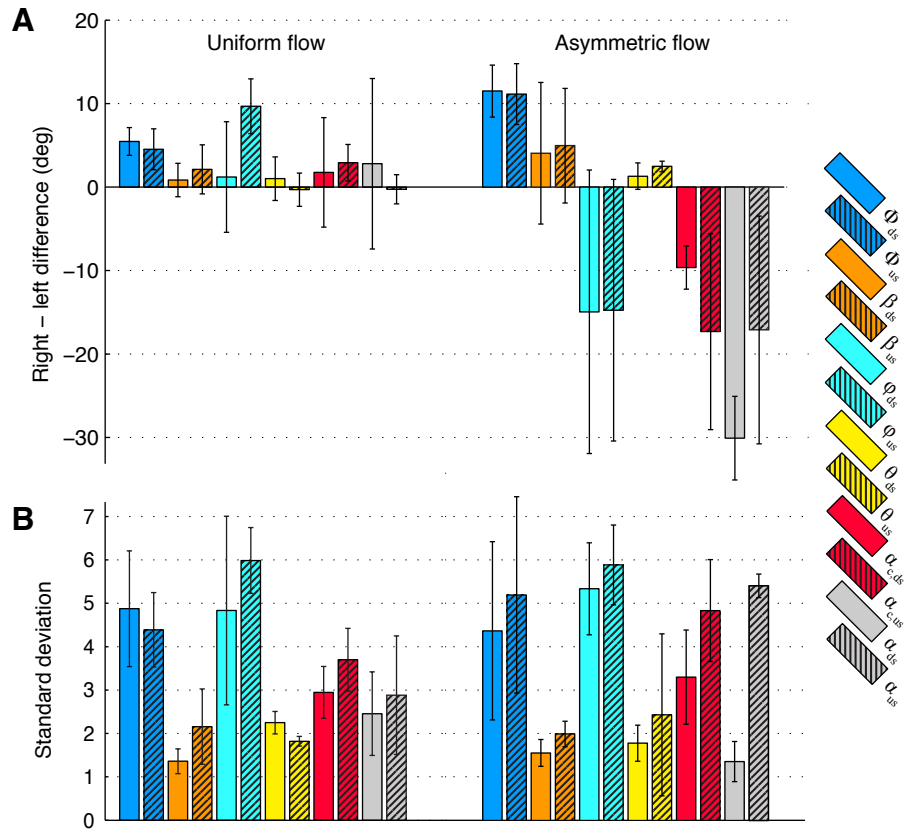 A
Uniform flow
Asymmetric flow
Right – left difference (deg)
20
10
0
−10
−20
−30
B
Standard deviation
7
6
5
4
3
2
1
0
Φds
Φus
βds
βus
φds
φus
θds
θus
αc,ds
αc,us
αds
αus